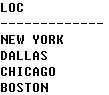 LOC
-------------
NEW YORK
DALLAS
CHICAGO
BOSTON